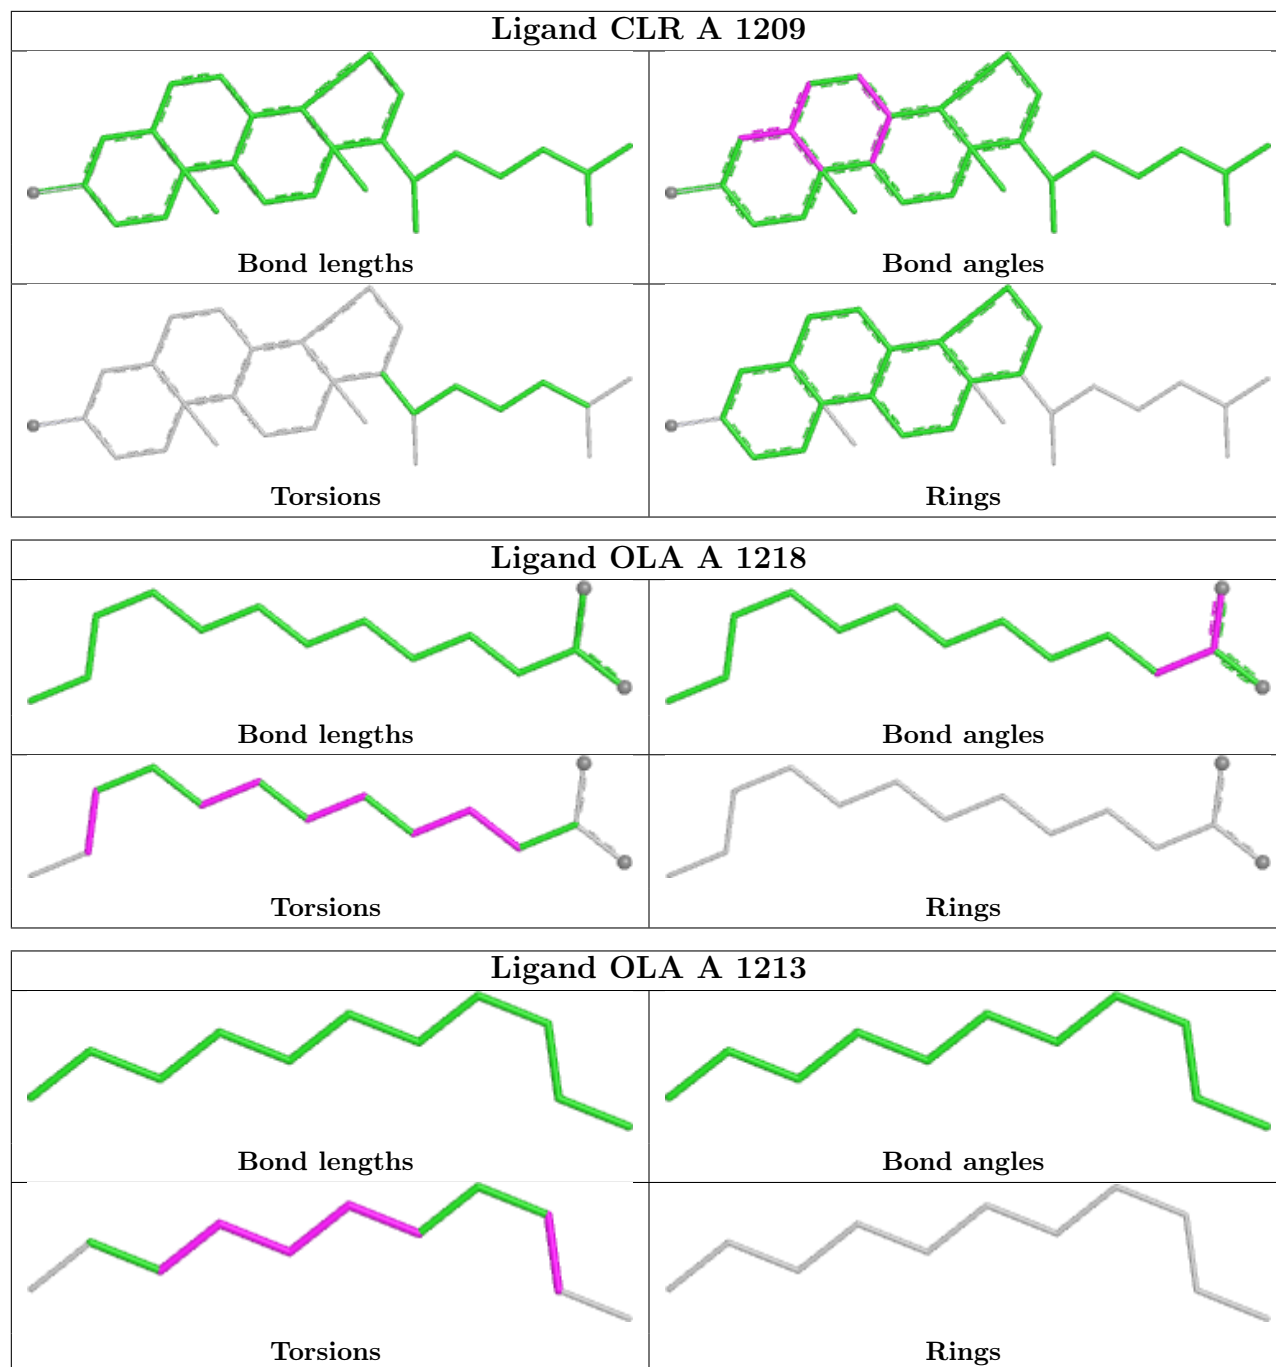 Ligand CLR A 1209
Bond lengths
Bond angles
Torsions
Rings
Ligand OLA A 1218
Bond lengths
Bond angles
Torsions
Rings
Ligand OLA A 1213
Bond lengths
Bond angles
Torsions
Rings